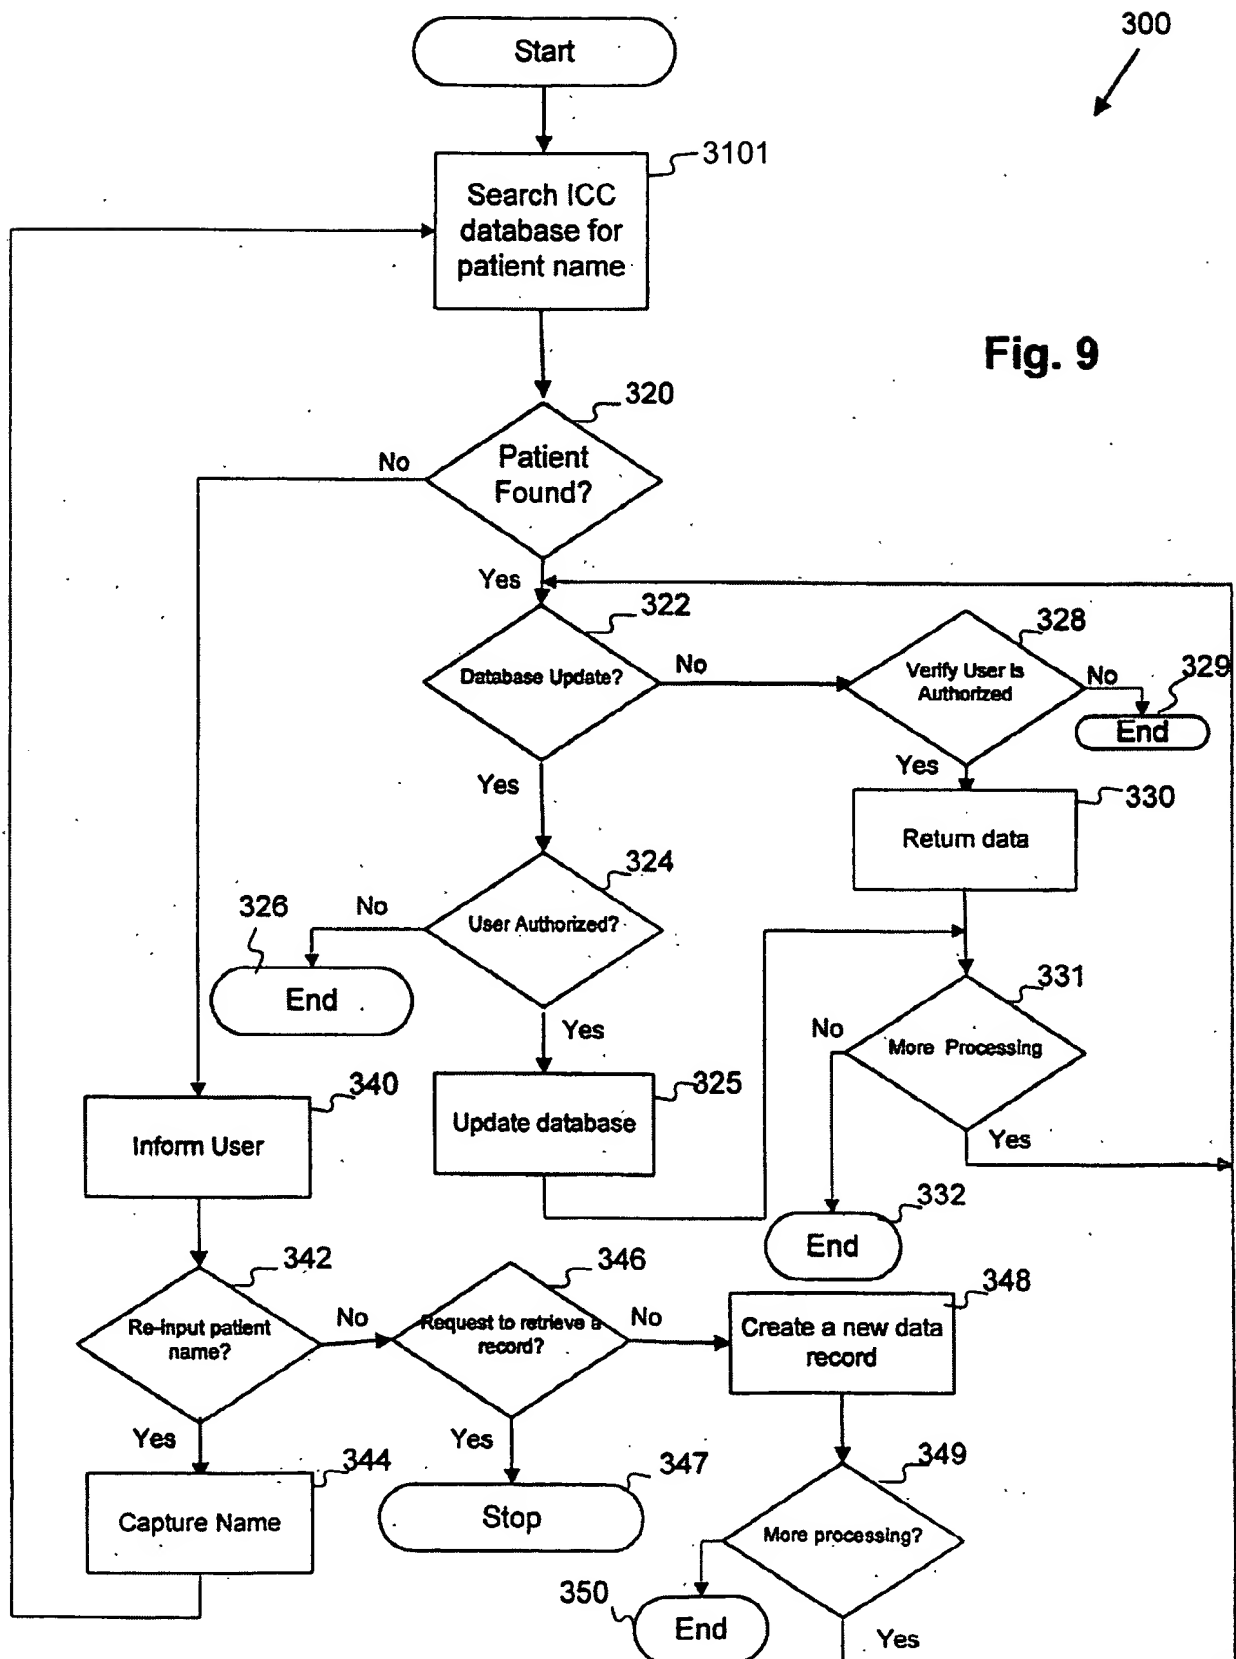 300
Start
3101
Search ICC
database for
patient name
Fig. 9
320
Patient
Found?
No
Yes
322
Database Update?
No
328
Verify User Is
Authorized
No
329
End
Yes
Yes
330
Return data
324
User Authorized?
No
326
End
Yes
331
More Processing
No
Yes
325
Update database
332
End
340
Inform User
342
Re-input patient
name?
No
346
Request to retrieve a
record?
No
348
Create a new data
record
Yes
344
Capture Name
Yes
347
Stop
349
More processing?
350
End
Yes